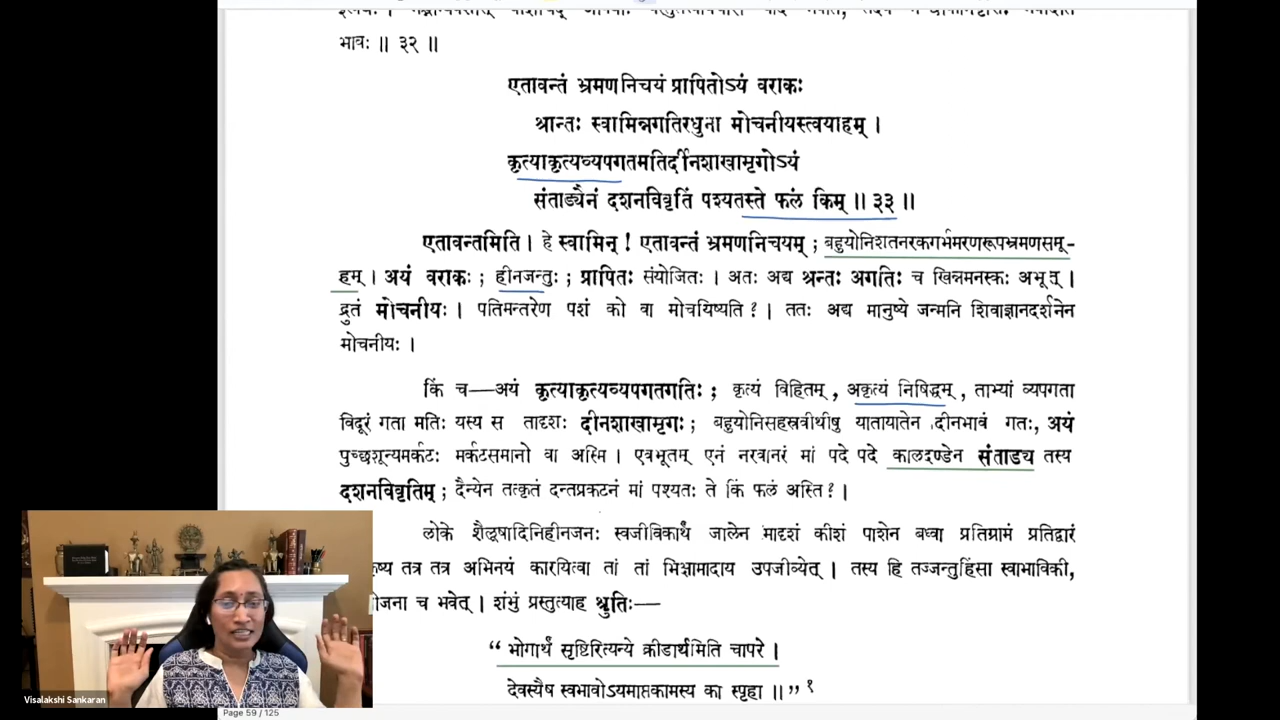 भावः ॥ ३२ ॥
एतावन्तं भ्रमणनिचयं प्रापितोऽयं वराकः
श्रान्तः स्वामिन्नगतिरधुना मोचनीयस्त्वयाहम् ।
कृत्याकृत्यव्यपगतमतिर्दीनशाखामृगोऽयं
संताड्यैनं दशनविवृतिं पश्यतस्ते फलं किम् ॥ ३३ ॥
एतावन्तमिति । हे स्वामिन् ! एतावन्तं भ्रमणनिचयम् ; बहुयोनिशतनरकगर्भमरणरूपभ्रमणसमू-
हम् । अयं वराकः ; हीनजन्तुः ; प्रापितः संयोजितः । अतः अद्य श्रन्तः अगतिः च खिन्नमनस्कः अभूत् ।
द्रुतं मोचनीयः । पतिमन्तरेण पशं को वा मोचयिष्यति ? । ततः अद्य मानुष्ये जन्मनि शिवाज्ञानदर्शनेन
मोचनीयः ।
किं च—अयं कृत्याकृत्यव्यपगतगतिः ; कृत्यं विहितम् , अकृत्यं निषिद्धम् , ताभ्यां व्यपगता
विदूरं गता मतिः यस्य स तादृशः दीनशाखामृगः ; बहुयोनिसहस्रवीथीषु यातायातेन दीनभावं गतः, अयं
पुच्छशून्यमर्कटः मर्कटसमानो वा अस्मि । एवभूतम् एनं नरवानरं मां पदे पदे कालदण्डेन संताड्य तस्य
दशनविवृतिम् ; दैन्येन तत्कृतं दन्तप्रकटनं मां पश्यतः ते किं फलं अस्ति ? ।
लोके शैलूषादिनिहीनजनः स्वजीविकार्थं जालेन मादृशं कीशं पाशेन बध्वा प्रतिग्रामं प्रतिद्वारं
कृष्य तत्र तत्र अभिनयं कारयित्वा तां तां भिक्षामादाय उपजीव्येत् । तस्य हि तज्जन्तुहिंसा स्वाभाविकी,
जना च भवेत् । शंभुं प्रस्तुत्याह श्रुतिः—
“ भोगार्थं सृष्टिरित्यन्ये क्रीडार्थमिति चापरे ।
देवस्यैष स्वभावोऽयमाप्तकामस्य का स्पृहा ॥ ” १
Visalakshi Sankaran
Page 59 / 125